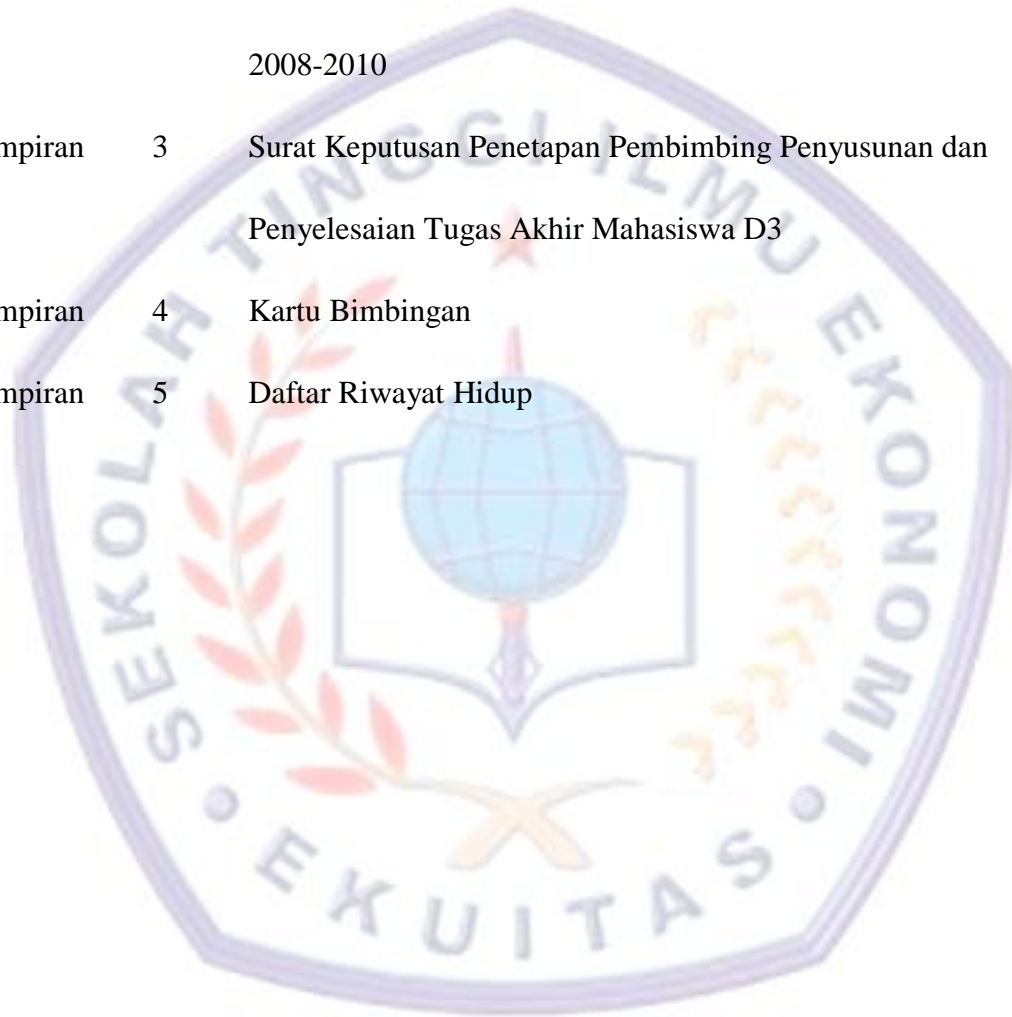 2008-2010
mpiran 3 Surat Keputusan Penetapan Pembimbing Penyusunan dan
Penyelesaian Tugas Akhir Mahasiswa D3
mpiran 4 Kartu Bimbingan
mpiran 5 Daftar Riwayat Hidup
SEKOLAH TINGGI ILMU EKONOMI
EKUITAS